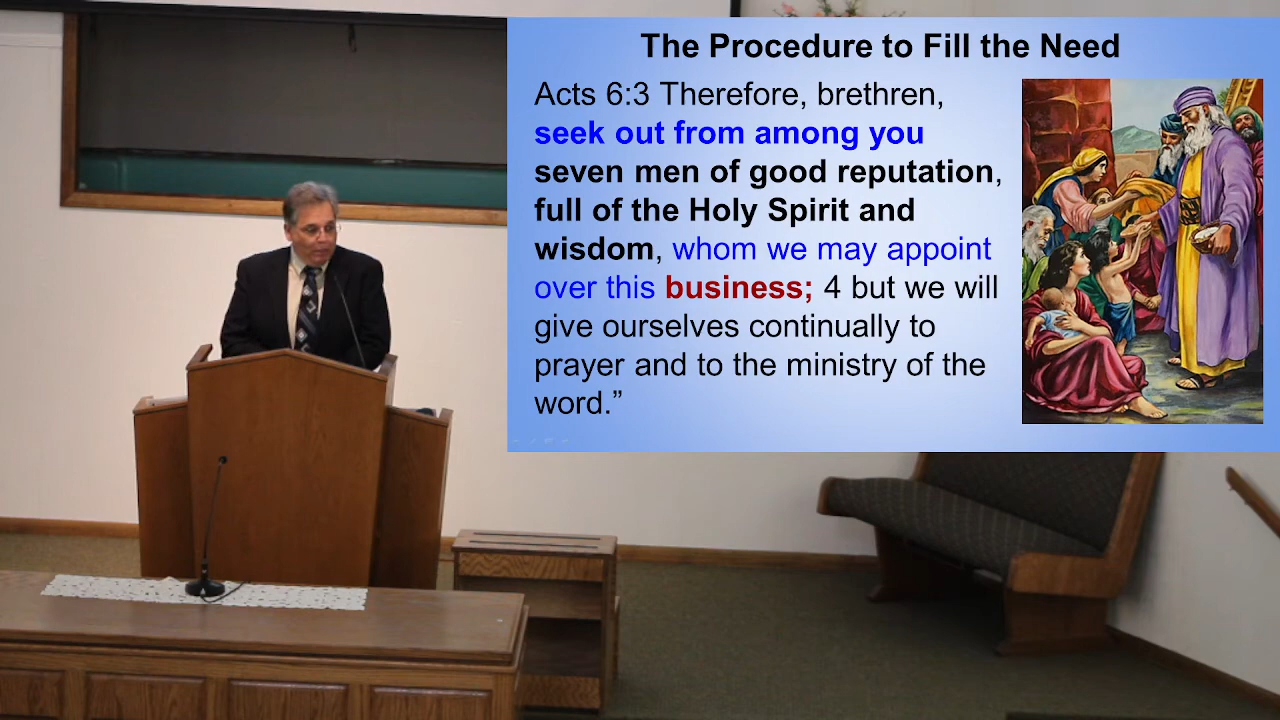 The Procedure to Fill the Need
Acts 6:3 Therefore, brethren,
seek out from among you
seven men of good reputation,
full of the Holy Spirit and
wisdom, whom we may appoint
over this business; 4 but we will
give ourselves continually to
prayer and to the ministry of the
word.”